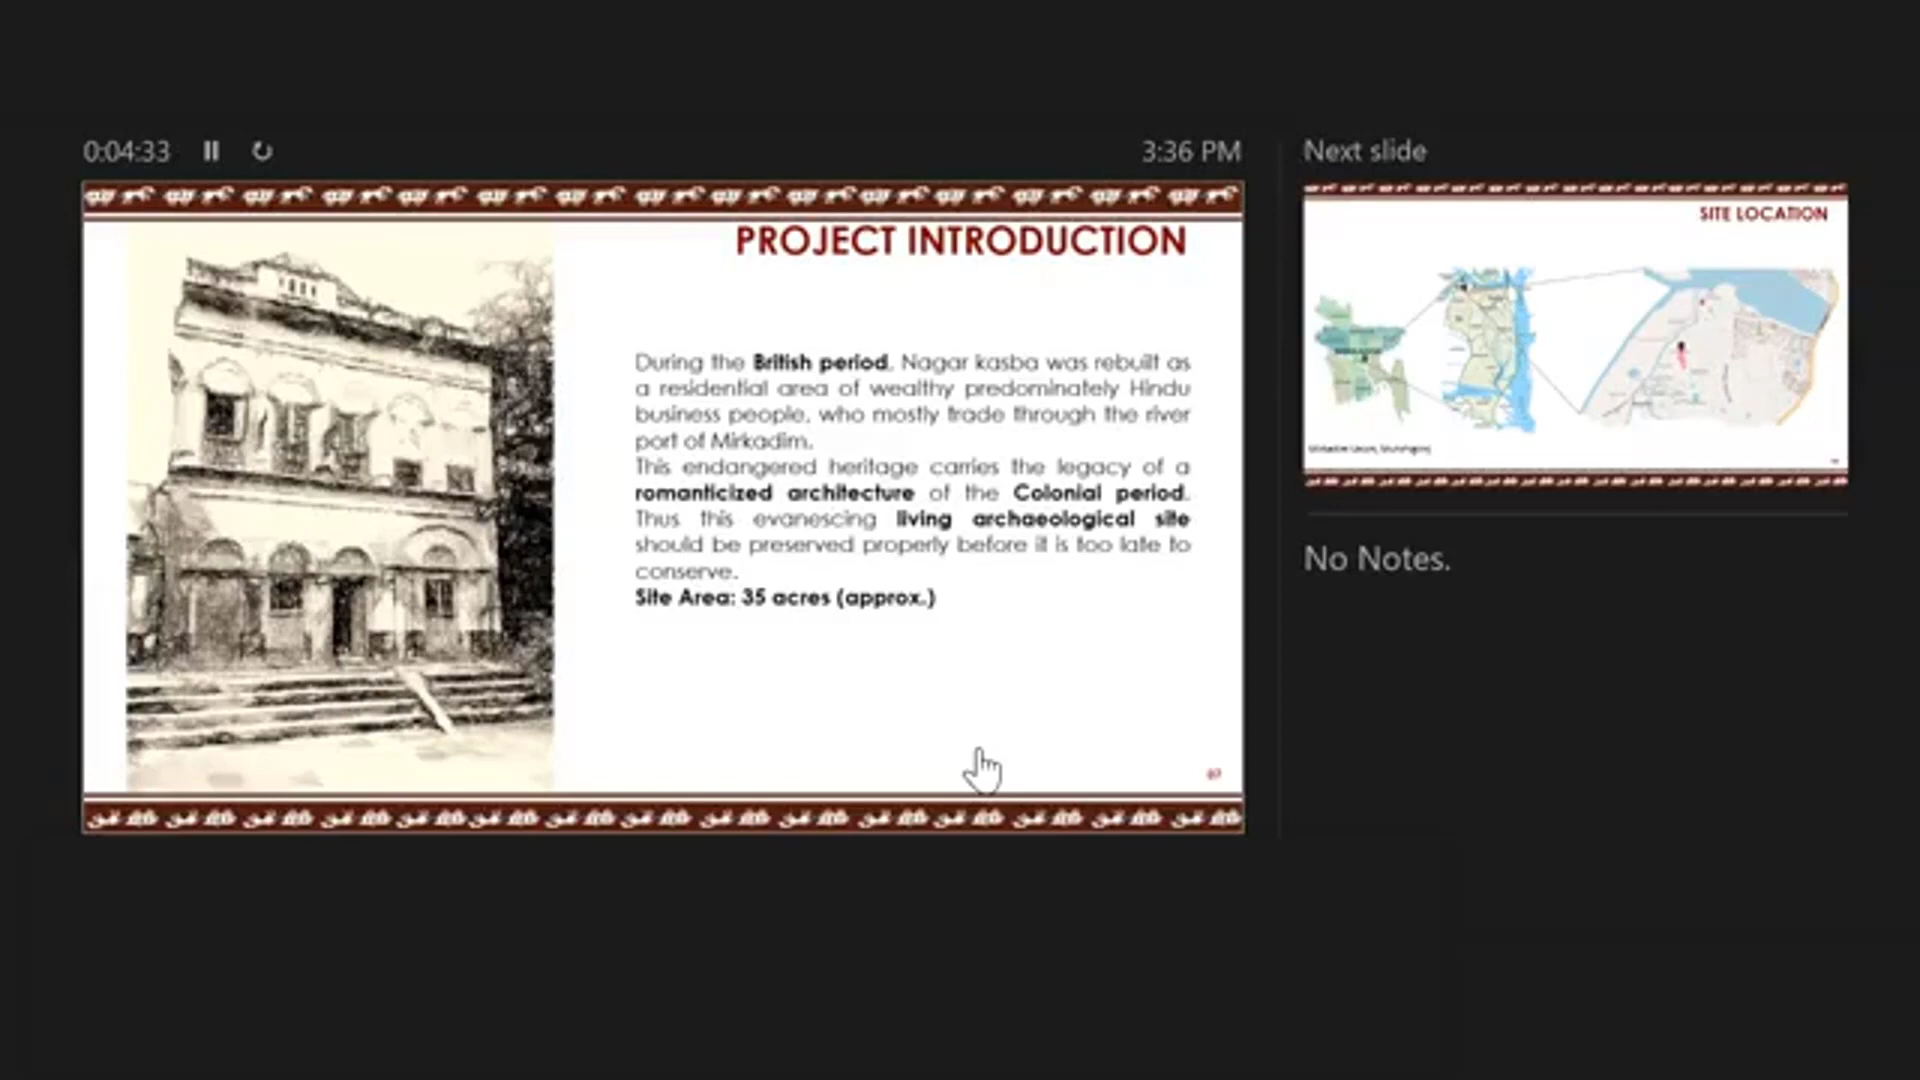 0:04:33
3:36 PM
Next slide
PROJECT INTRODUCTION
During the British period, Nagar kasba was rebuilt as
a residential area of wealthy predominately Hindu
business people, who mostly trade through the river
port of Mirkadim.
This endangered heritage carries the legacy of a
romanticized architecture of the Colonial period.
Thus this evanescing living archaeological site
should be preserved properly before it is too late to
conserve.
Site Area: 35 acres (approx.)
07
SITE LOCATION
No Notes.